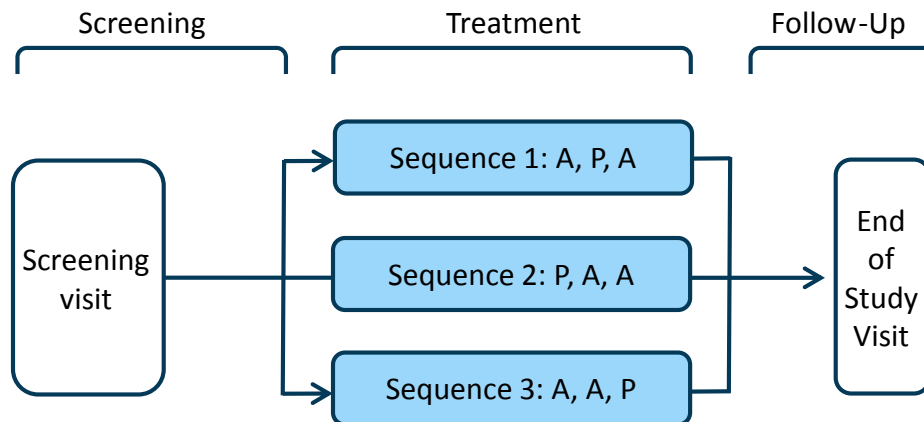 Screening
Treatment
Follow-Up
Screening
visit
Sequence 1: A, P, A
Sequence 2: P, A, A
Sequence 3: A, A, P
End
of
Study
Visit